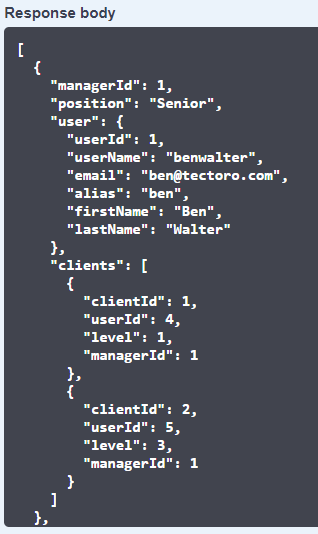 Response body
[
  {
    "managerId": 1,
    "position": "Senior",
    "user": {
      "userId": 1,
      "userName": "benwalter",
      "email": "ben@tectoro.com",
      "alias": "ben",
      "firstName": "Ben",
      "lastName": "Walter"
    },
    "clients": [
      {
        "clientId": 1,
        "userId": 4,
        "level": 1,
        "managerId": 1
      },
      {
        "clientId": 2,
        "userId": 5,
        "level": 3,
        "managerId": 1
      }
    ]
  },